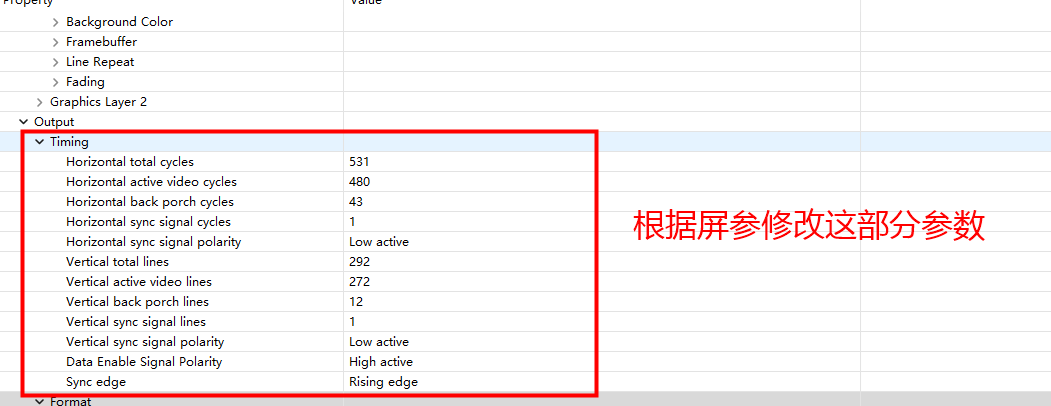 Property Value
Background Color
Framebuffer
Line Repeat
Fading
Graphics Layer 2
Output
Timing
Horizontal total cycles 531
Horizontal active video cycles 480
Horizontal back porch cycles 43
Horizontal sync signal cycles 1
Horizontal sync signal polarity Low active
Vertical total lines 292
Vertical active video lines 272
Vertical back porch lines 12
Vertical sync signal lines 1
Vertical sync signal polarity Low active
Data Enable Signal Polarity High active
Sync edge Rising edge
Format
根据屏参修改这部分参数